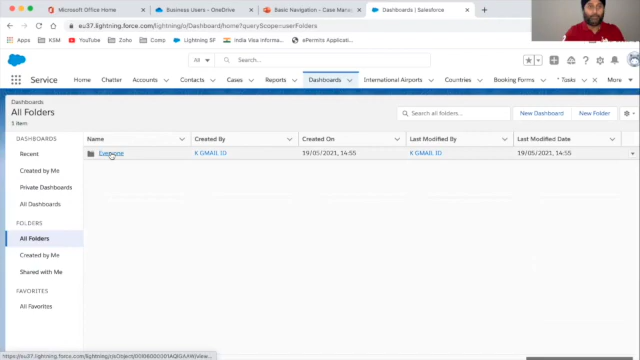 Microsoft Office Home
Business Users - OneDrive
Basic Navigation - Case Mana
Dashboards | Salesforce
eu37.lightning.force.com/lightning/o/Dashboard/home?queryScope=userFolders
Apps
KSM
YouTube
Zoho
Comp
Lightning SF
India Visa Informat...
ePermits Applicati...
All
Search...
Service
Home
Chatter
Accounts
Contacts
Cases
Reports
Dashboards
International Airports
Countries
Booking Forms
* Tasks
More
Dashboards
All Folders
1 item
Search all folders...
New Dashboard
New Folder
DASHBOARDS
Recent
Created by Me
Private Dashboards
All Dashboards
FOLDERS
All Folders
Created by Me
Shared with Me
FAVORITES
All Favorites
Name
Created By
Created On
Last Modified By
Last Modified Date
Everyone
K GMAIL ID
19/05/2021, 14:55
K GMAIL ID
19/05/2021, 14:55